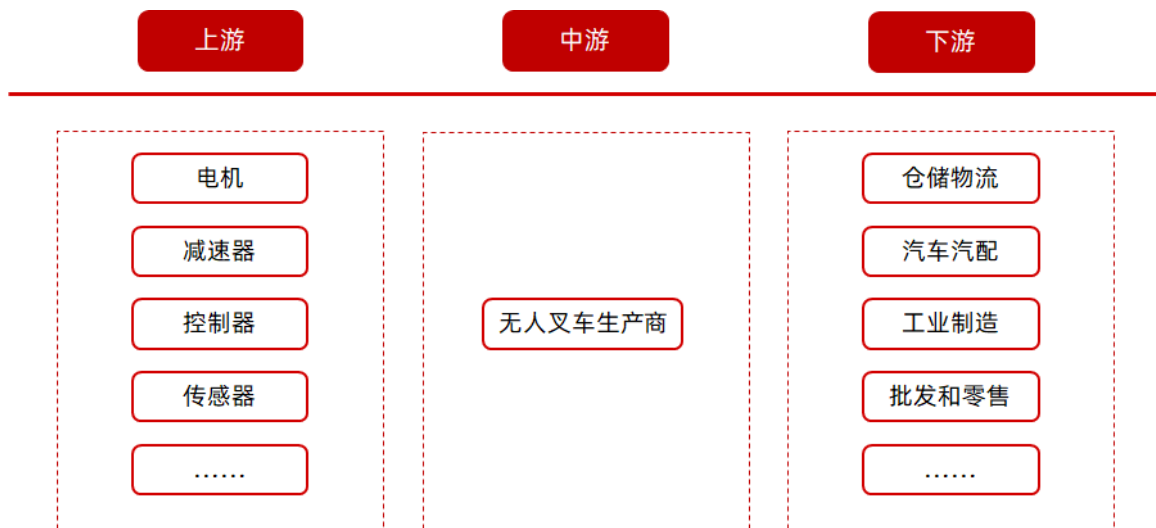 上游
中游
下游
电机
减速器
控制器
传感器
……
无人叉车生产商
仓储物流
汽车汽配
工业制造
批发和零售
……